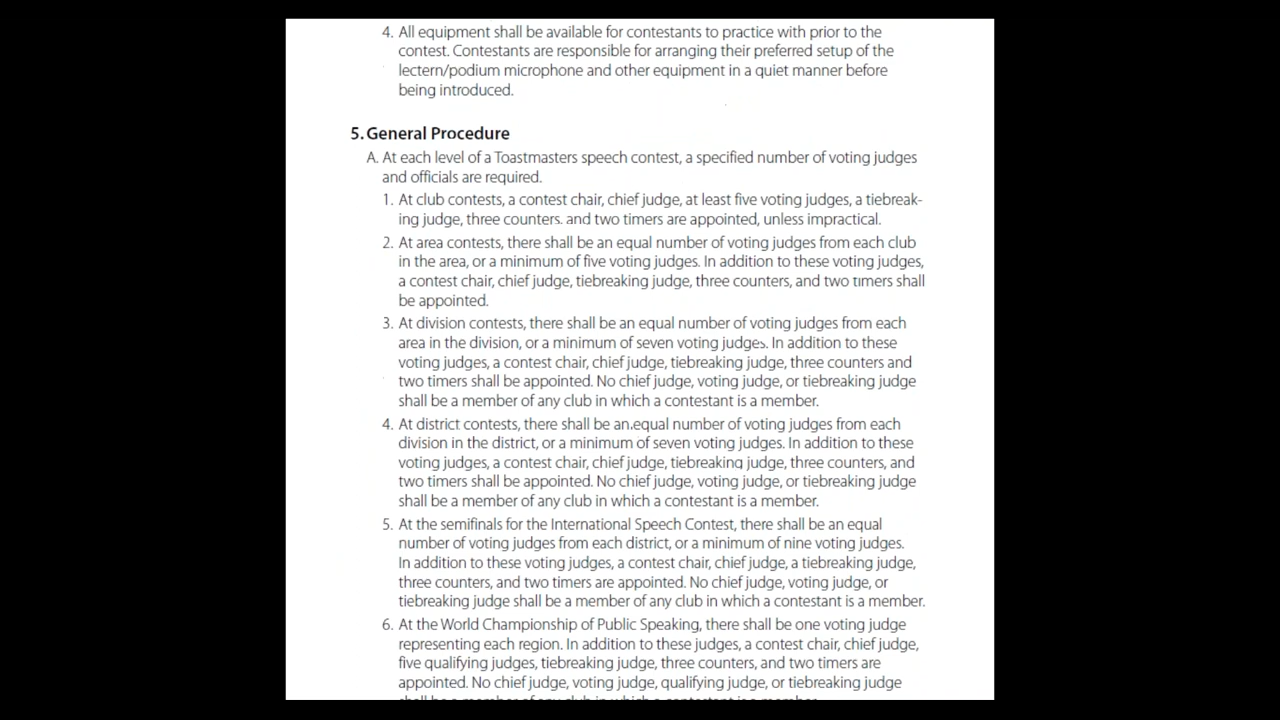 4. All equipment shall be available for contestants to practice with prior to the
contest. Contestants are responsible for arranging their preferred setup of the
lectern/podium microphone and other equipment in a quiet manner before
being introduced.
5. General Procedure
A. At each level of a Toastmasters speech contest, a specified number of voting judges
and officials are required.
1. At club contests, a contest chair, chief judge, at least five voting judges, a tiebreak-
ing judge, three counters. and two timers are appointed, unless impractical.
2. At area contests, there shall be an equal number of voting judges from each club
in the area, or a minimum of five voting judges. In addition to these voting judges,
a contest chair, chief judge, tiebreaking judge, three counters, and two timers shall
be appointed.
3. At division contests, there shall be an equal number of voting judges from each
area in the division, or a minimum of seven voting judges. In addition to these
voting judges, a contest chair, chief judge, tiebreaking judge, three counters and
two timers shall be appointed. No chief judge, voting judge, or tiebreaking judge
shall be a member of any club in which a contestant is a member.
4. At district contests, there shall be an equal number of voting judges from each
division in the district, or a minimum of seven voting judges. In addition to these
voting judges, a contest chair, chief judge, tiebreaking judge, three counters, and
two timers shall be appointed. No chief judge, voting judge, or tiebreaking judge
shall be a member of any club in which a contestant is a member.
5. At the semifinals for the International Speech Contest, there shall be an equal
number of voting judges from each district, or a minimum of nine voting judges.
In addition to these voting judges, a contest chair, chief judge, a tiebreaking judge,
three counters, and two timers are appointed. No chief judge, voting judge, or
tiebreaking judge shall be a member of any club in which a contestant is a member.
6. At the World Championship of Public Speaking, there shall be one voting judge
representing each region. In addition to these judges, a contest chair, chief judge,
five qualifying judges, tiebreaking judge, three counters, and two timers are
appointed. No chief judge, voting judge, qualifying judge, or tiebreaking judge
shall be a member of any club in which a contestant is a member.